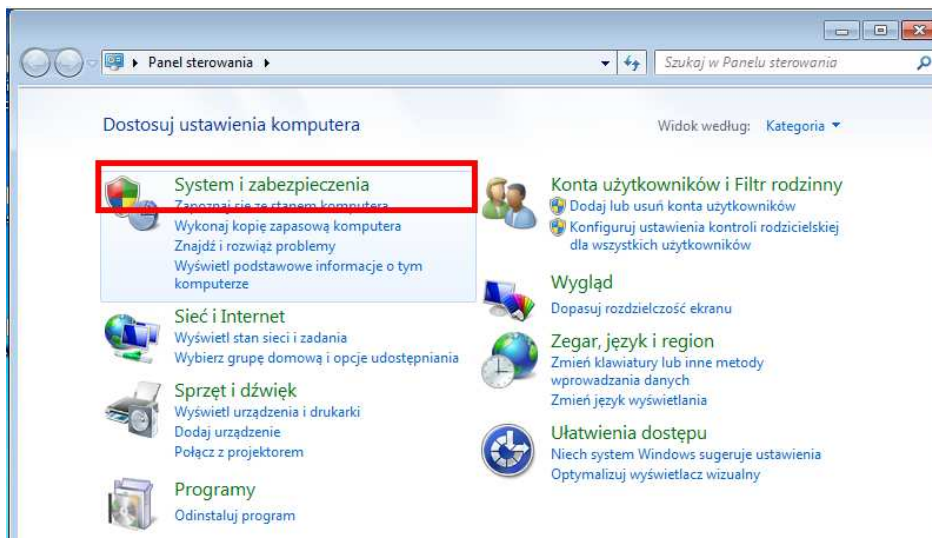 Panel sterowania
Szukaj w Panelu sterowania
Dostosuj ustawienia komputera
Widok według: Kategoria
System i zabezpieczenia
Zapoznaj się ze stanem komputera
Wykonaj kopię zapasową komputera
Znajdź i rozwiąż problemy
Wyświetl podstawowe informacje o tym
komputerze
Sieć i Internet
Wyświetl stan sieci i zadania
Wybierz grupę domową i opcje udostępniania
Sprzęt i dźwięk
Wyświetl urządzenia i drukarki
Dodaj urządzenie
Połącz z projektorem
Programy
Odinstaluj program
Konta użytkowników i Filtr rodzinny
Dodaj lub usuń konta użytkowników
Konfiguruj ustawienia kontroli rodzicielskiej
dla wszystkich użytkowników
Wygląd
Dopasuj rozdzielczość ekranu
Zegar, język i region
Zmień klawiatury lub inne metody
wprowadzania danych
Zmień język wyświetlania
Ułatwienia dostępu
Niech system Windows sugeruje ustawienia
Optymalizuj wyświetlacz wizualny